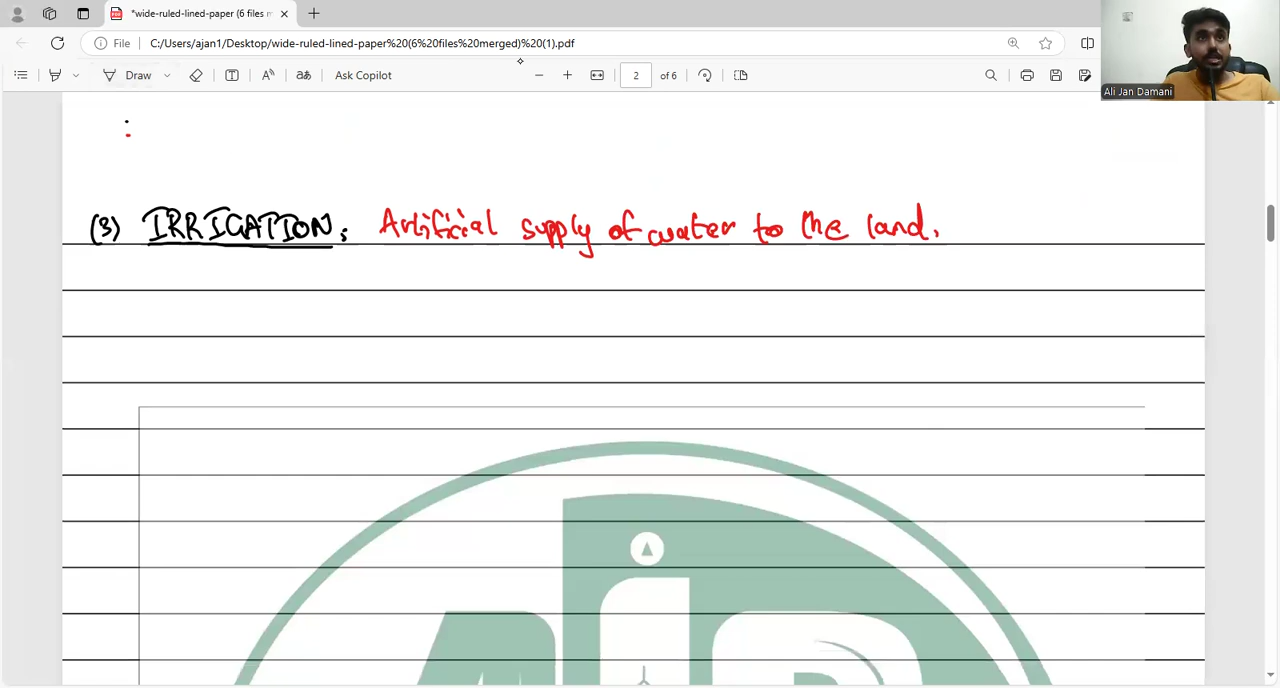 *wide-ruled-lined-paper (6 files m
File C:/Users/ajan1/Desktop/wide-ruled-lined-paper%20(6%20files%20merged)%20(1).pdf
Draw Ask Copilot 2 of 6
Ali Jan Damani
(3) IRRIGATION: Artificial supply of water to the land.
AJD